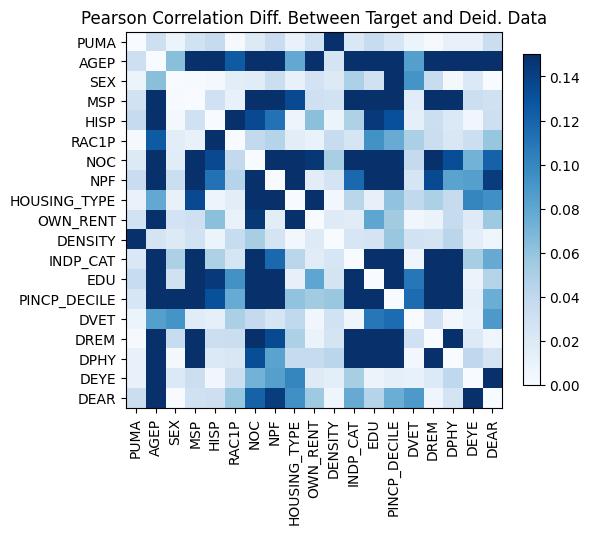 Pearson Correlation Diff. Between Target and Deid. Data
PUMA
AGEP
SEX
MSP
HISP
RAC1P
NOC
NPF
HOUSING_TYPE
OWN_RENT
DENSITY
INDP_CAT
EDU
PINCP_DECILE
DVET
DREM
DPHY
DEYE
DEAR
0.14
0.12
0.10
0.08
0.06
0.04
0.02
0.00
PUMA
AGEP
SEX
MSP
HISP
RAC1P
NOC
NPF
HOUSING_TYPE
OWN_RENT
DENSITY
INDP_CAT
EDU
PINCP_DECILE
DVET
DREM
DPHY
DEYE
DEAR